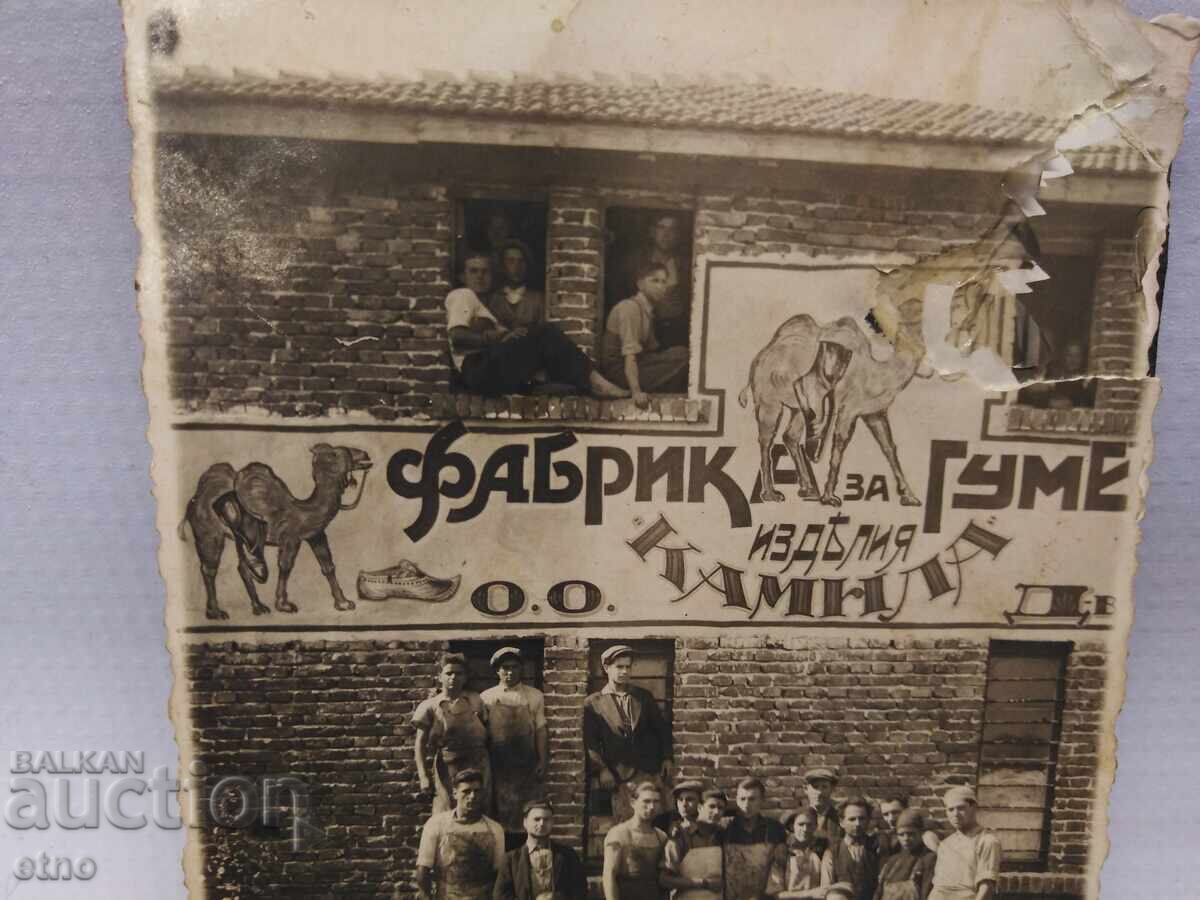 ФАБРИКА ЗА ГУМЕ
ИЗДѢЛИЯ
"КАМИЛА"
О.О. Д-В
BALKAN
auction
etno